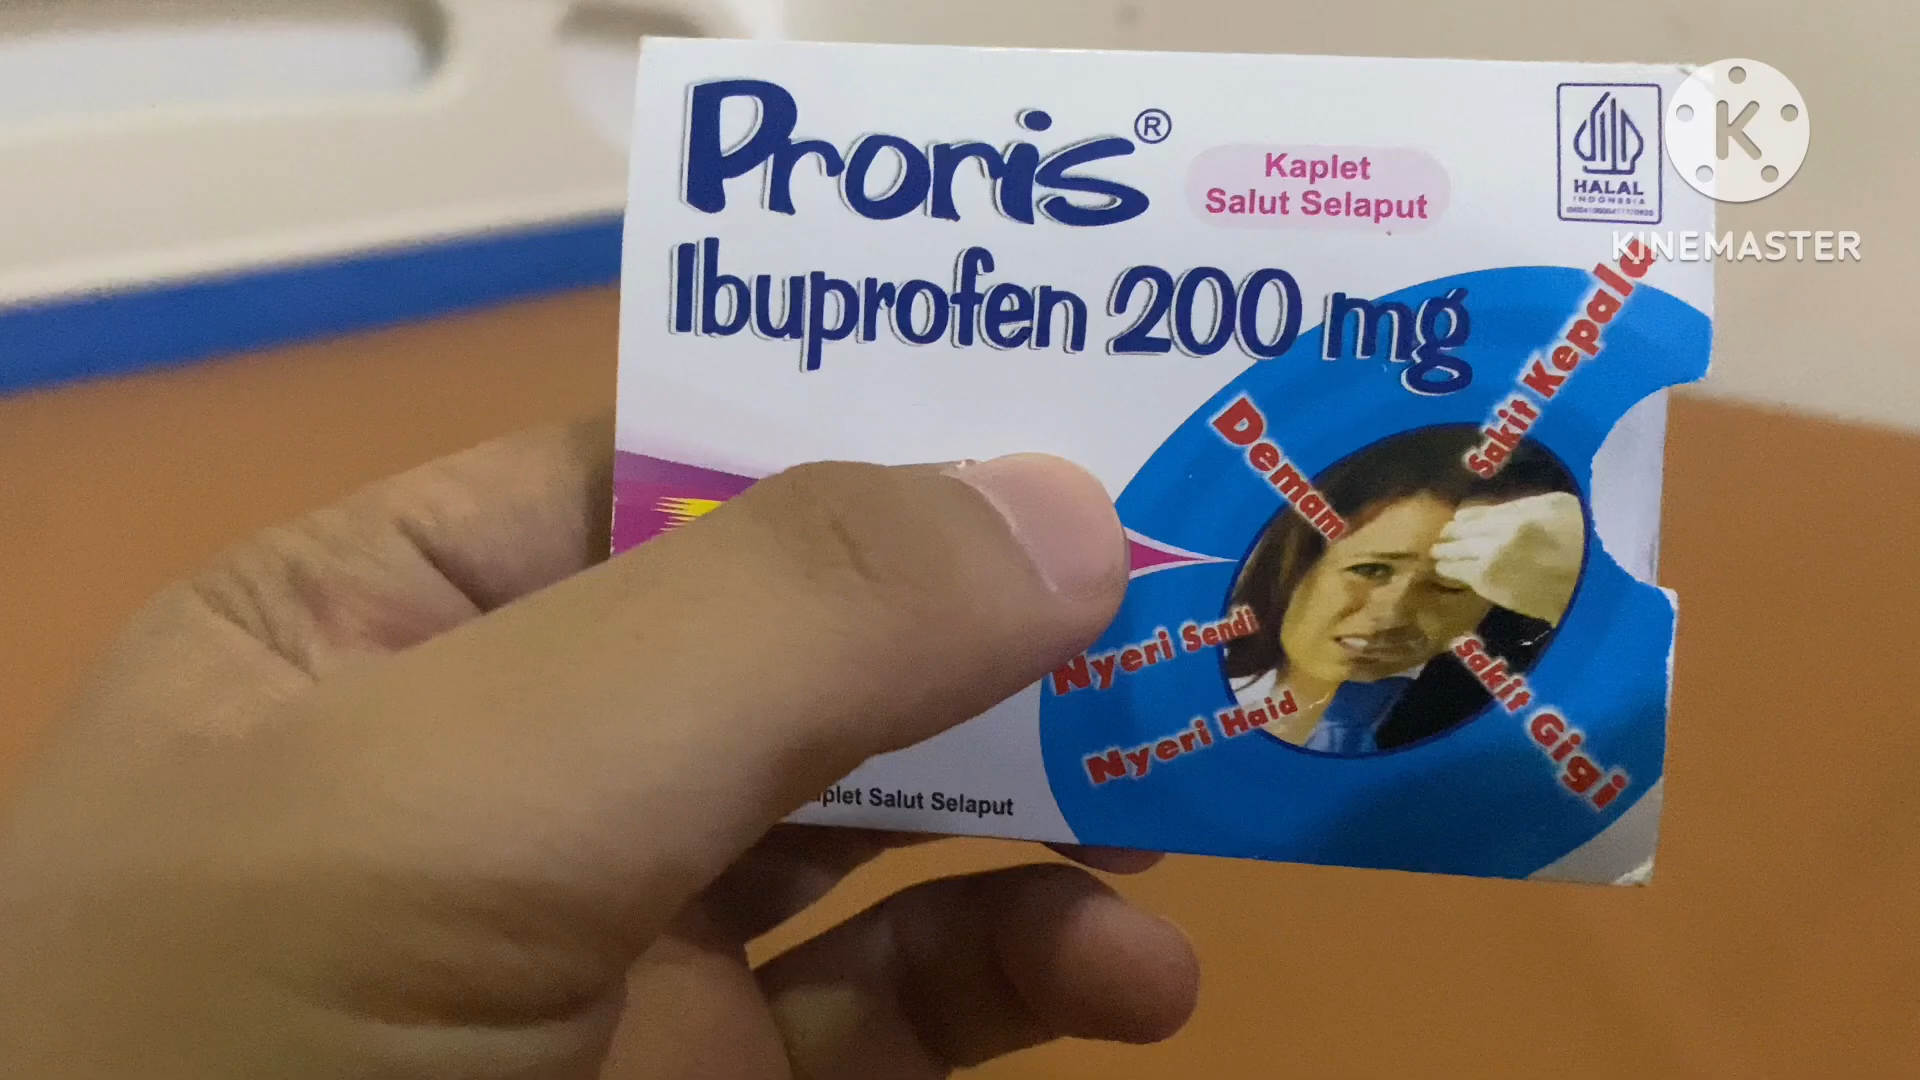 Proris®
Kaplet
Salut Selaput
HALAL
INDONESIA
K
KINEMASTER
Ibuprofen 200 mg
Sakit Kepala
Demam
Nyeri Sendi
Nyeri Haid
Sakit Gigi
Salut Selaput